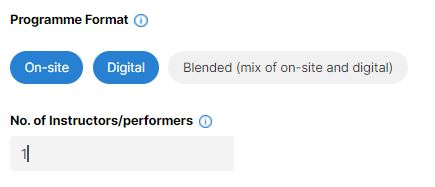 Programme Format
On-site Digital Blended (mix of on-site and digital)
No. of Instructors/performers
1